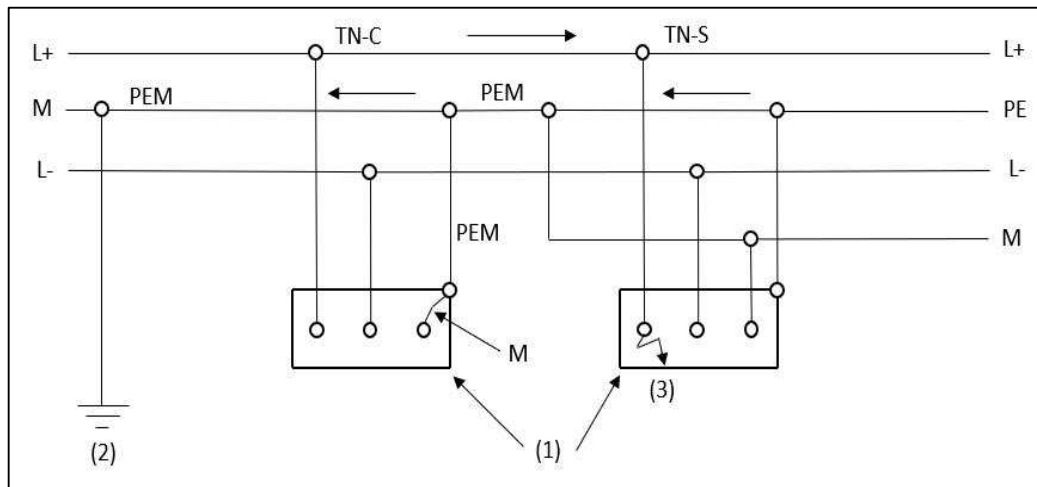 TN-C TN-S
L+ L+
M PEM PEM PE
L- L-
PEM M
M
(3)
(2) (1)